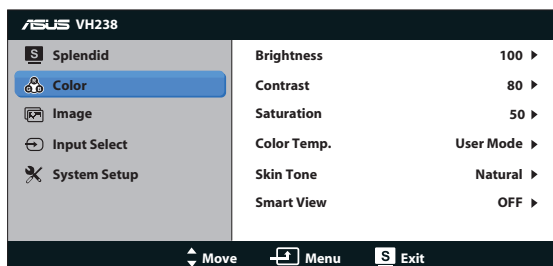 ASUS VH238
S Splendid
Color
Image
Input Select
System Setup
Brightness 100
Contrast 80
Saturation 50
Color Temp. User Mode
Skin Tone Natural
Smart View OFF
Move Menu S Exit